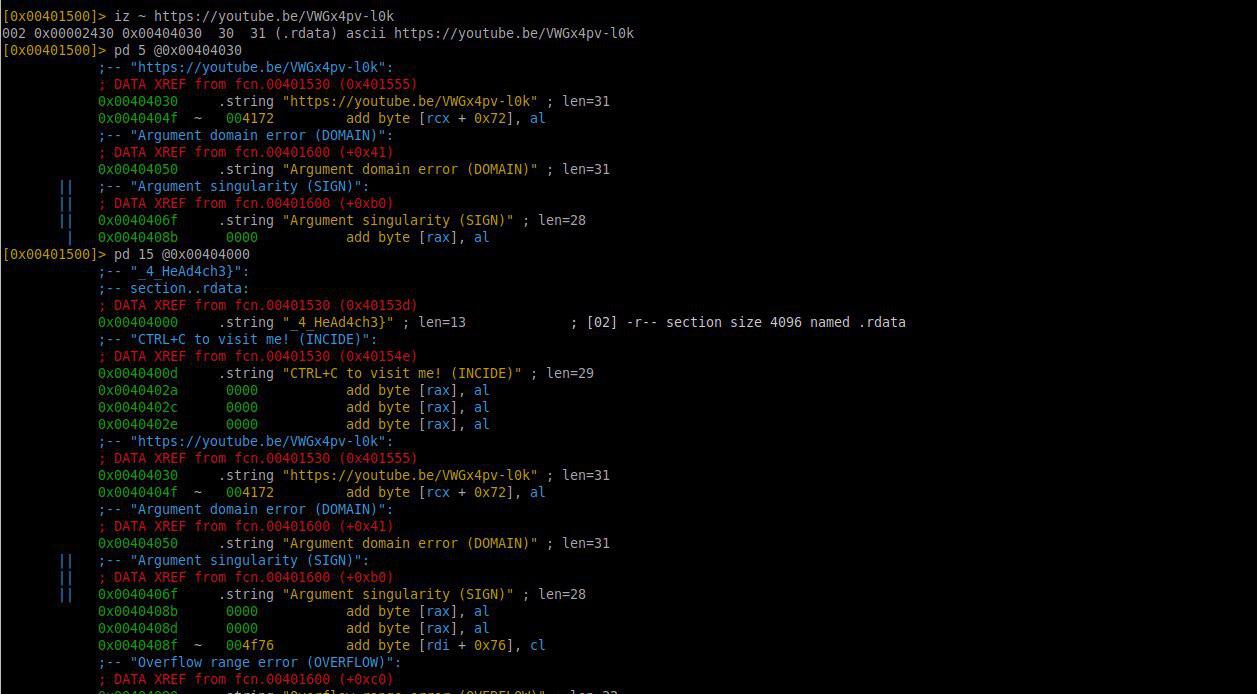 [0x00401500]> iz ~ https://youtube.be/VWGx4pv-l0k
002 0x00002430 0x00404030  30  31 (.rdata) ascii https://youtube.be/VWGx4pv-l0k
[0x00401500]> pd 5 @0x00404030
;-- "https://youtube.be/VWGx4pv-l0k":
; DATA XREF from fcn.00401530 (0x401555)
0x00404030     .string "https://youtube.be/VWGx4pv-l0k" ; len=31
0x0040404f  ~   004172         add byte [rcx + 0x72], al
;-- "Argument domain error (DOMAIN)":
; DATA XREF from fcn.00401600 (+0x41)
0x00404050     .string "Argument domain error (DOMAIN)" ; len=31
||   ;-- "Argument singularity (SIGN)":
||   ; DATA XREF from fcn.00401600 (+0xb0)
||   0x0040406f     .string "Argument singularity (SIGN)" ; len=28
|   0x0040408b      0000           add byte [rax], al
[0x00401500]> pd 15 @0x00404000
;-- "_4_HeAd4ch3}":
;-- section..rdata:
; DATA XREF from fcn.00401530 (0x40153d)
0x00404000     .string "_4_HeAd4ch3}" ; len=13                    ; [02] -r-- section size 4096 named .rdata
;-- "CTRL+C to visit me! (INCIDE)":
; DATA XREF from fcn.00401530 (0x40154e)
0x0040400d     .string "CTRL+C to visit me! (INCIDE)" ; len=29
0x0040402a      0000           add byte [rax], al
0x0040402c      0000           add byte [rax], al
0x0040402e      0000           add byte [rax], al
;-- "https://youtube.be/VWGx4pv-l0k":
; DATA XREF from fcn.00401530 (0x401555)
0x00404030     .string "https://youtube.be/VWGx4pv-l0k" ; len=31
0x0040404f  ~   004172         add byte [rcx + 0x72], al
;-- "Argument domain error (DOMAIN)":
; DATA XREF from fcn.00401600 (+0x41)
0x00404050     .string "Argument domain error (DOMAIN)" ; len=31
||   ;-- "Argument singularity (SIGN)":
||   ; DATA XREF from fcn.00401600 (+0xb0)
||   0x0040406f     .string "Argument singularity (SIGN)" ; len=28
0x0040408b      0000           add byte [rax], al
0x0040408d      0000           add byte [rax], al
0x0040408f  ~   004f76         add byte [rdi + 0x76], cl
;-- "Overflow range error (OVERFLOW)":
; DATA XREF from fcn.00401600 (+0xc0)